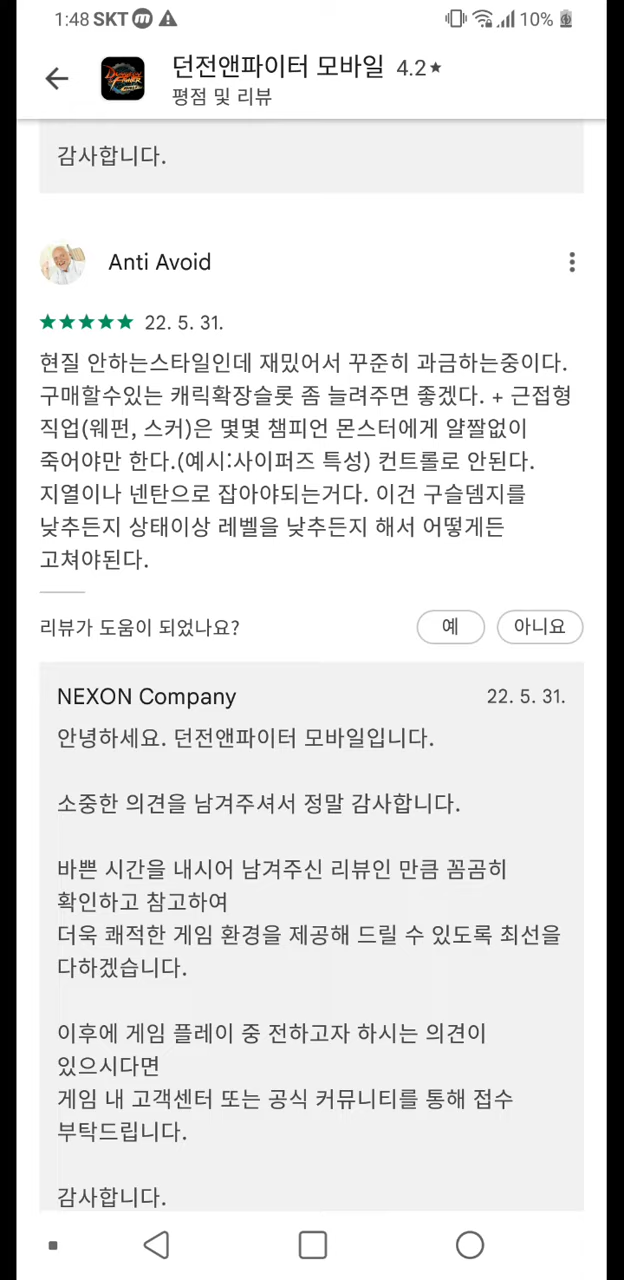 1:48 SKT m
10%
던전앤파이터 모바일 4.2★
평점 및 리뷰
감사합니다.
Anti Avoid
★★★★★ 22. 5. 31.
현질 안하는스타일인데 재밌어서 꾸준히 과금하는중이다.
구매할수있는 캐릭확장슬롯 좀 늘려주면 좋겠다. + 근접형
직업(웨펀, 스커)은 몇몇 챔피언 몬스터에게 얄짤없이
죽어야만 한다.(예시:사이퍼즈 특성) 컨트롤로 안된다.
지열이나 넨탄으로 잡아야되는거다. 이건 구슬뎀지를
낮추든지 상태이상 레벨을 낮추든지 해서 어떻게든
고쳐야된다.
리뷰가 도움이 되었나요?
예
아니요
NEXON Company 22. 5. 31.
안녕하세요. 던전앤파이터 모바일입니다.
소중한 의견을 남겨주셔서 정말 감사합니다.
바쁜 시간을 내시어 남겨주신 리뷰인 만큼 꼼꼼히
확인하고 참고하여
더욱 쾌적한 게임 환경을 제공해 드릴 수 있도록 최선을
다하겠습니다.
이후에 게임 플레이 중 전하고자 하시는 의견이
있으시다면
게임 내 고객센터 또는 공식 커뮤니티를 통해 접수
부탁드립니다.
감사합니다.